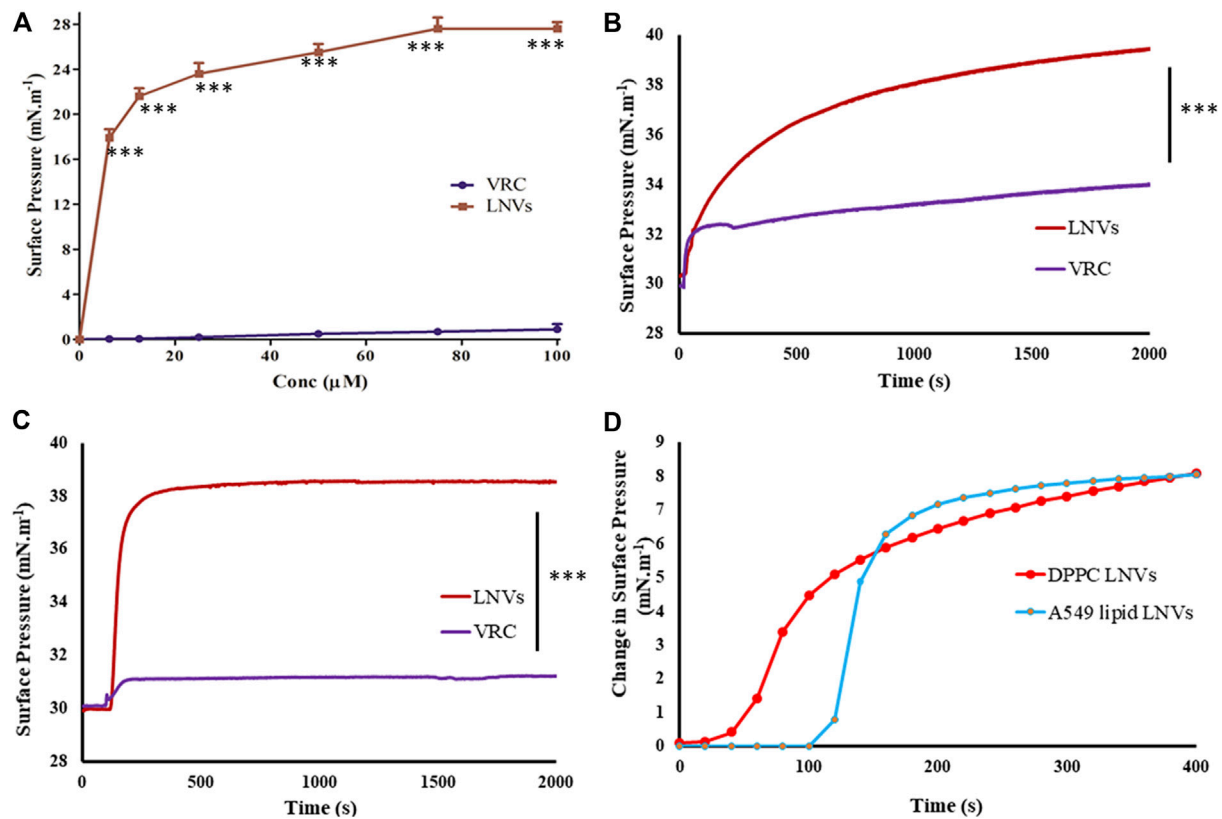 A
Surface Pressure (mN.m-1)
28
24
20
16
12
8
4
0
*** *** *** *** *** ***
VRC
LNVs
0 20 40 60 80 100
Conc (μM)
B
Surface Pressure (mN.m-1)
40
38
36
34
32
30
28
***
LNVs
VRC
0 500 1000 1500 2000
Time (s)
C
Surface Pressure (mN.m-1)
40
38
36
34
32
30
28
***
LNVs
VRC
0 500 1000 1500 2000
Time (s)
D
Change in Surface Pressure
(mN.m-1)
9
8
7
6
5
4
3
2
1
0
DPPC LNVs
A549 lipid LNVs
0 100 200 300 400
Time (s)